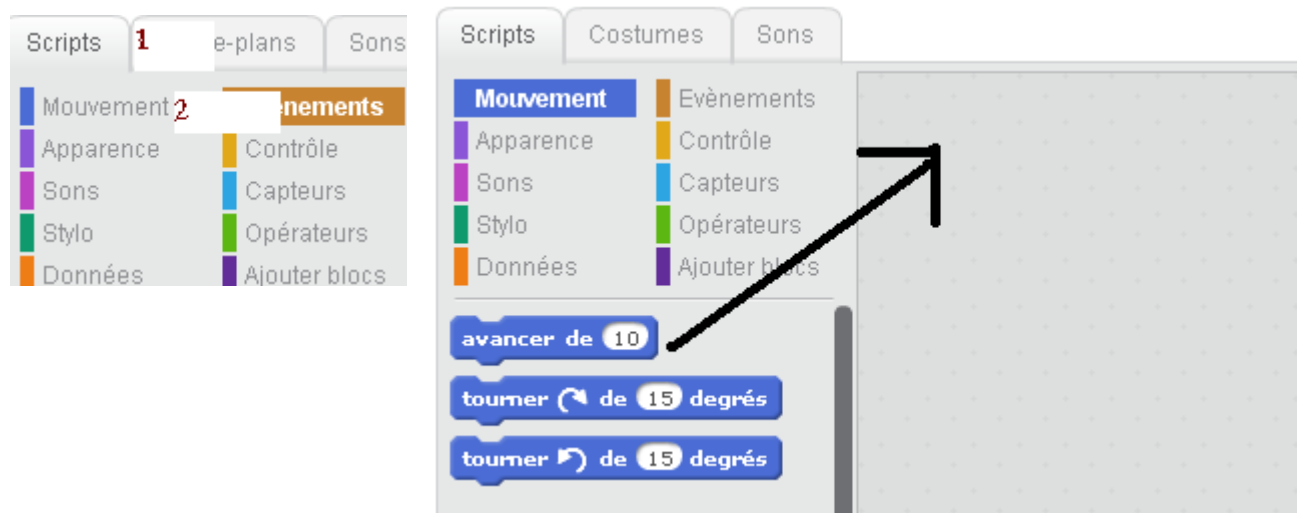 Scripts 1 e-plans Sons
Mouvement 2 nements
Apparence Contrôle
Sons Capteurs
Stylo Opérateurs
Données Ajouter blocs
Scripts Costumes Sons
Mouvement Evènements
Apparence Contrôle
Sons Capteurs
Stylo Opérateurs
Données Ajouter blocs
avancer de 10
tourner de 15 degrés
tourner de 15 degrés